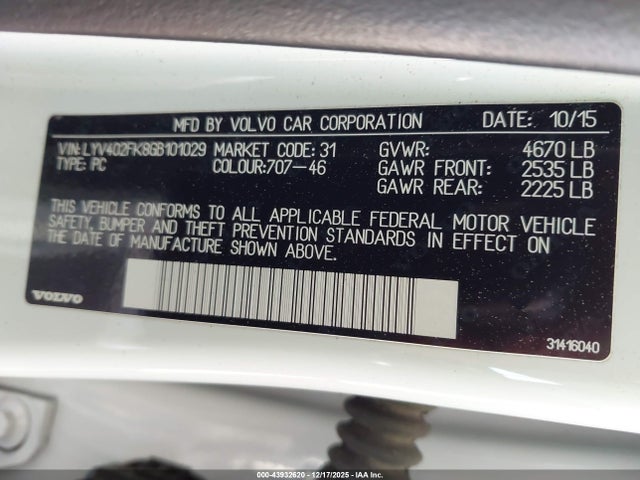 MFD BY VOLVO CAR CORPORATION DATE: 10/15
VIN:LYV402FK8GB101029 MARKET CODE: 31 GVWR: 4670 LB
TYPE: PC COLOUR:707-46 GAWR FRONT: 2535 LB
GAWR REAR: 2225 LB
THIS VEHICLE CONFORMS TO ALL APPLICABLE FEDERAL MOTOR VEHICLE
SAFETY, BUMPER AND THEFT PREVENTION STANDARDS IN EFFECT ON
THE DATE OF MANUFACTURE SHOWN ABOVE.
VOLVO
31416040
000-43932620 - 12/17/2025 - IAA Inc.